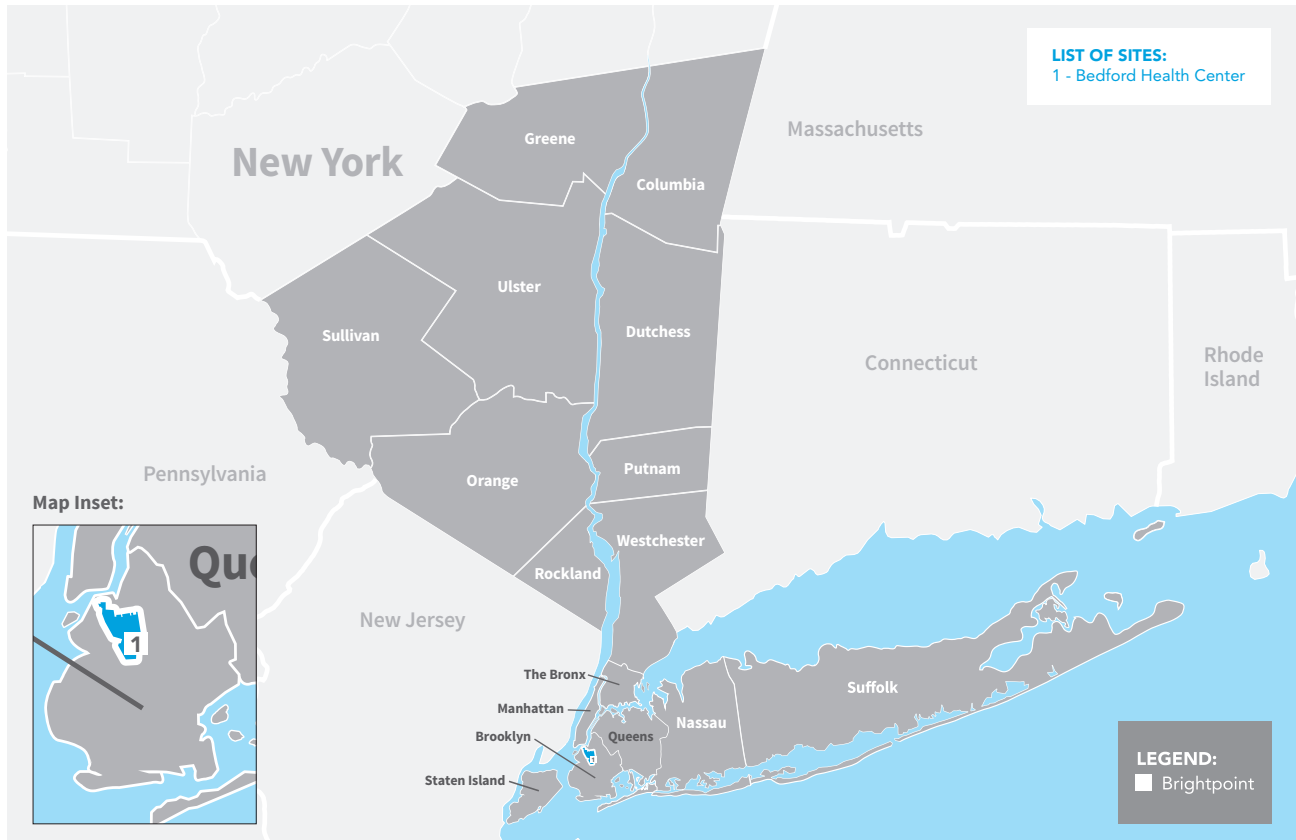 LIST OF SITES:
1 - Bedford Health Center
Massachusetts
Greene
New York
Columbia
Ulster
Sullivan
Dutchess
Connecticut
Rhode
Island
Pennsylvania
Putnam
Orange
Map Inset:
Westchester
Que
Rockland
New Jersey
1
The Bronx
Suffolk
Manhattan
Nassau
Brooklyn
Queens
1
Staten Island
LEGEND:
Brightpoint